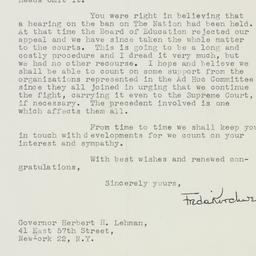 needs Unit it.
You were right in believing that
a hearing on the ban on The Nation had been held.
At that time the Board of Education rejected our
appeal and we have since taken the whole matter
to the courts. This is going to be a long and
costly procedure and I dread it very much, but
we had no other recourse. I hope and believe we
shall be able to count on some support from the
organizations represented in the Ad Hoc Committee
since they all joined in urging that we continue
the fight, carrying it even to the Supreme Court,
if necessary. The precedent involved is one
which affects them all.
From time to time we shall keep you
in touch with developments for we count on your
interest and sympathy.
With best wishes and renewed con-
gratulations,
Sincerely yours,
Freda Kirchwey
Governor Herbert H. Lehman,
41 East 57th Street,
New York 22, N.Y.